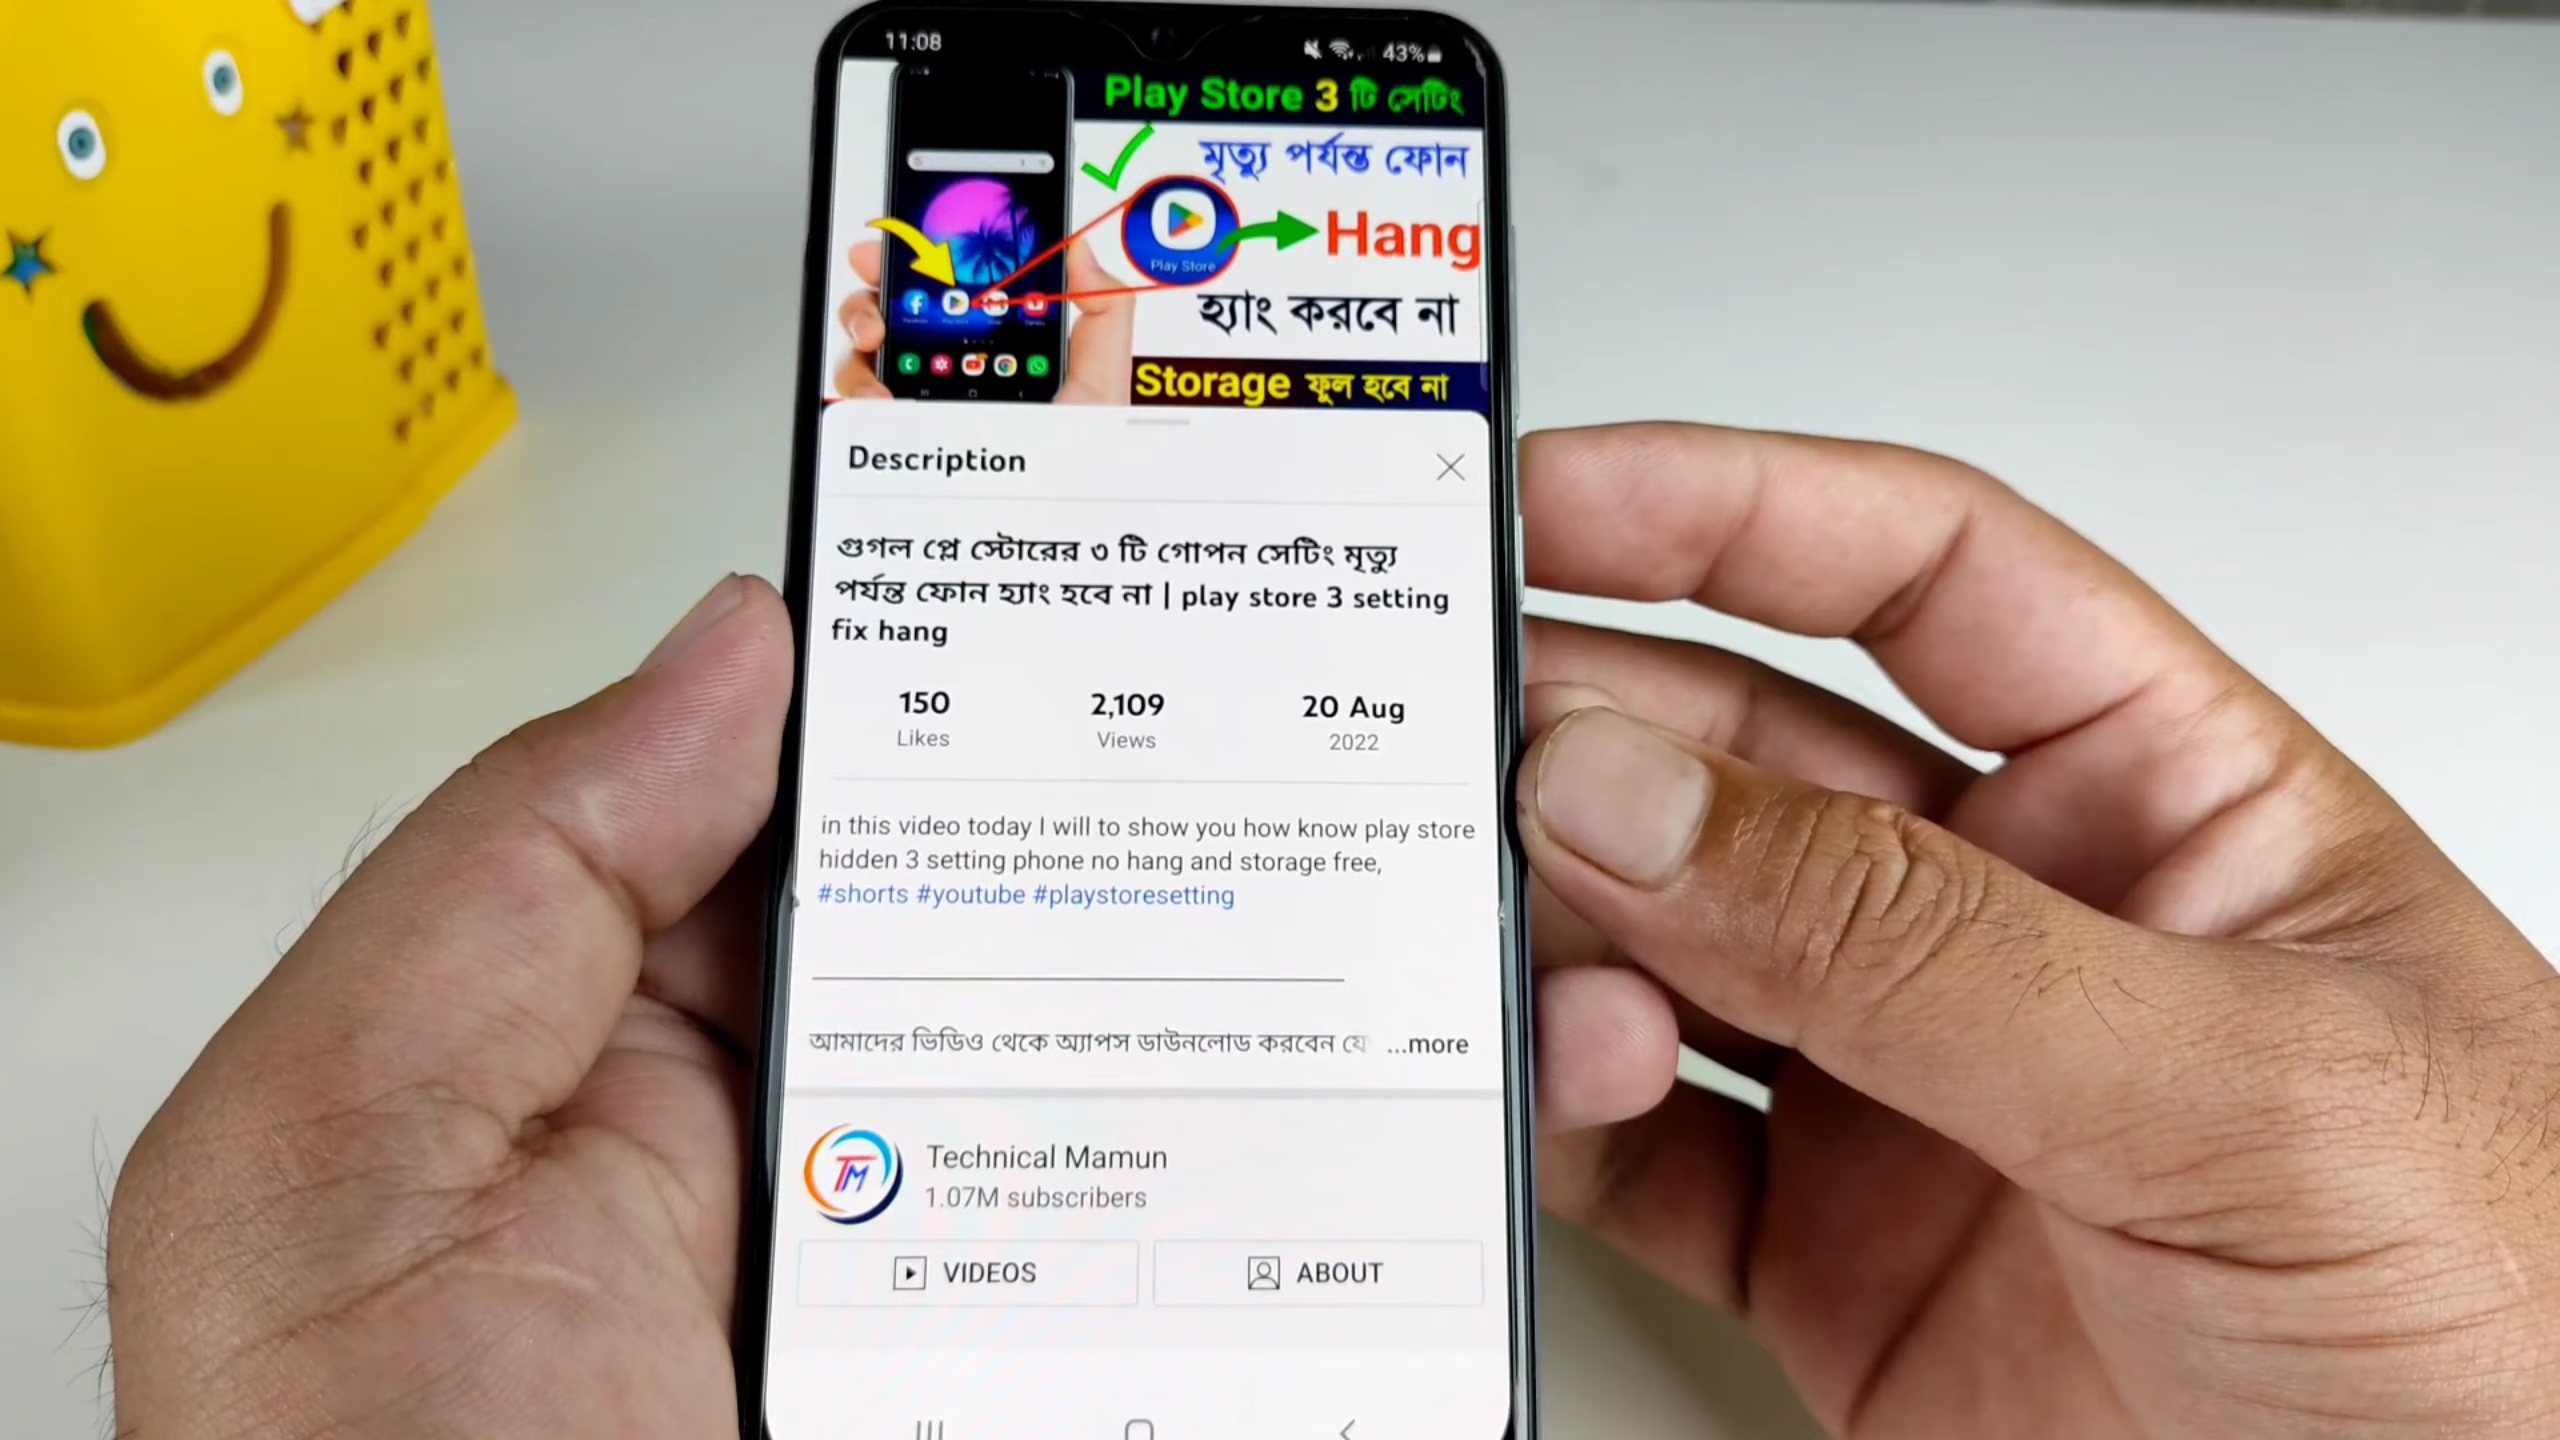 11:08
43%
Play Store 3 টি সেটিং
মৃত্যু পর্যন্ত ফোন
Play Store
Hang
হ্যাং করবে না
Storage ফুল হবে না
Description
গুগল প্লে স্টোরের ৩ টি গোপন সেটিং মৃত্যু
পর্যন্ত ফোন হ্যাং হবে না | play store 3 setting
fix hang
150 2,109 20 Aug
Likes Views 2022
in this video today I will to show you how know play store
hidden 3 setting phone no hang and storage free,
#shorts #youtube #playstoresetting
আমাদের ভিডিও থেকে অ্যাপস ডাউনলোড করবেন যে ...more
TM
Technical Mamun
1.07M subscribers
VIDEOS ABOUT